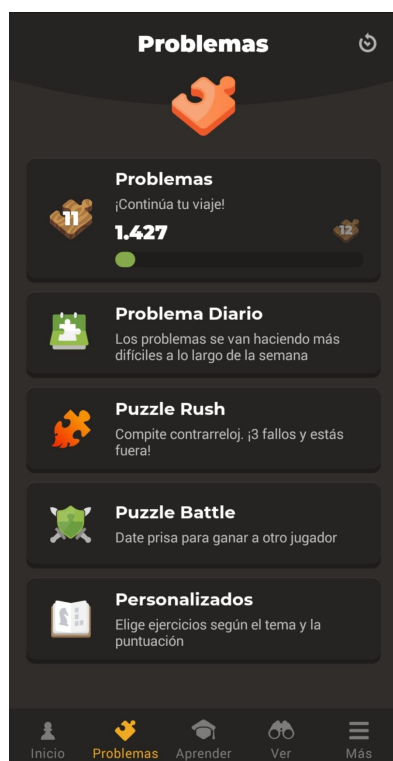 Problemas
Problemas
¡Continúa tu viaje!
11
1.427
12
Problema Diario
Los problemas se van haciendo más
difíciles a lo largo de la semana
Puzzle Rush
Compite contrarreloj. ¡3 fallos y estás
fuera!
Puzzle Battle
Date prisa para ganar a otro jugador
Personalizados
Elige ejercicios según el tema y la
puntuación
Inicio Problemas Aprender Ver Más